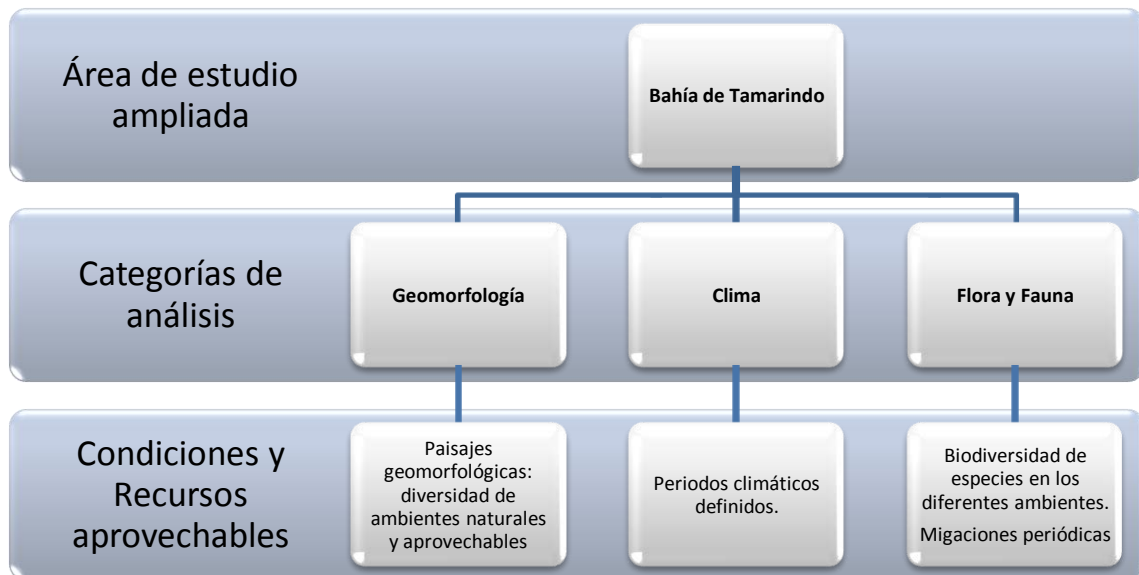 Área de estudio
ampliada
Bahía de Tamarindo
Categorías de
análisis
Geomorfología
Clima
Flora y Fauna
Condiciones y
Recursos
aprovechables
Paisajes
geomorfológicas:
diversidad de
ambientes naturales
y aprovechables
Periodos climáticos
definidos.
Biodiversidad de
especies en los
diferentes ambientes.
Migaciones periódicas